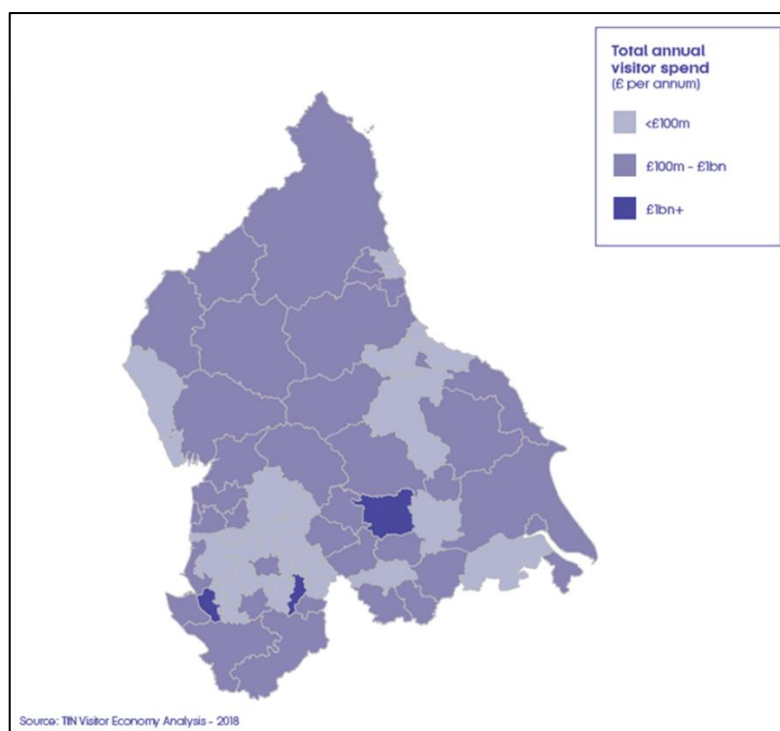 Total annual
visitor spend
(£ per annum)
<£100m
£100m - £1bn
£1bn+
Source: TfN Visitor Economy Analysis - 2018